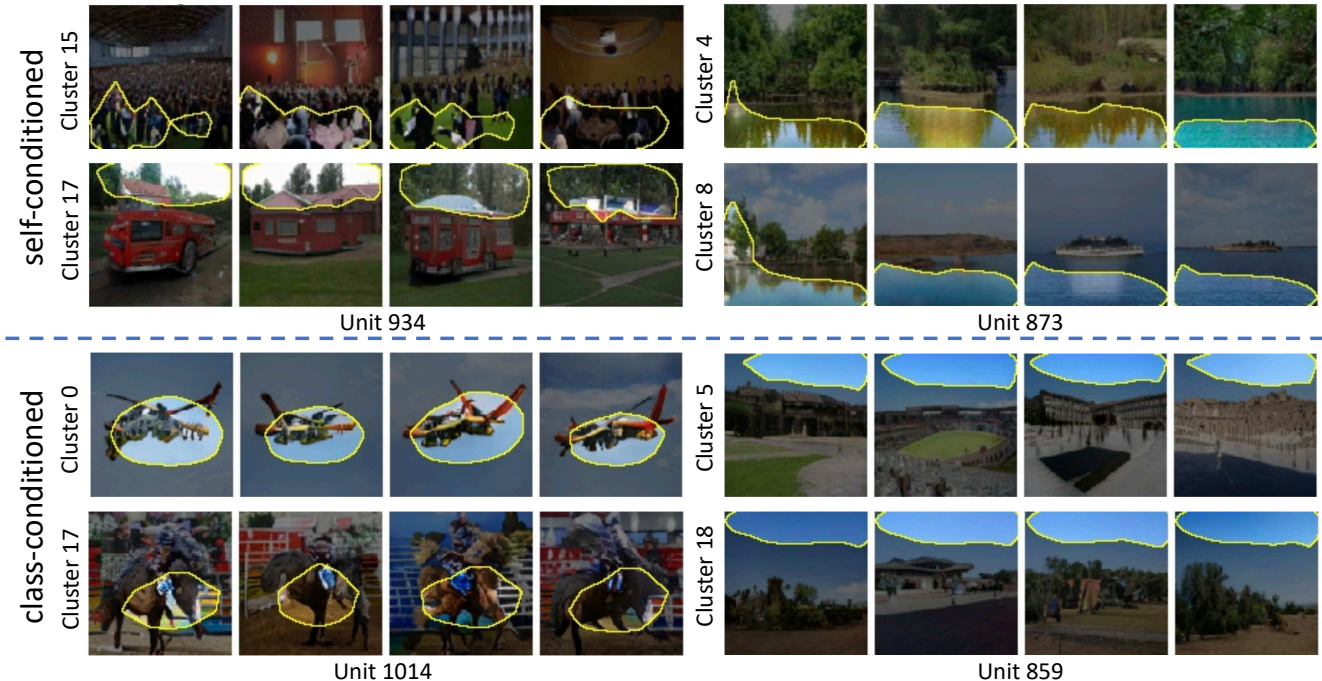 self-conditioned
Cluster 15
Cluster 17
Unit 934
Cluster 4
Cluster 8
Unit 873
class-conditioned
Cluster 0
Cluster 17
Unit 1014
Cluster 5
Cluster 18
Unit 859